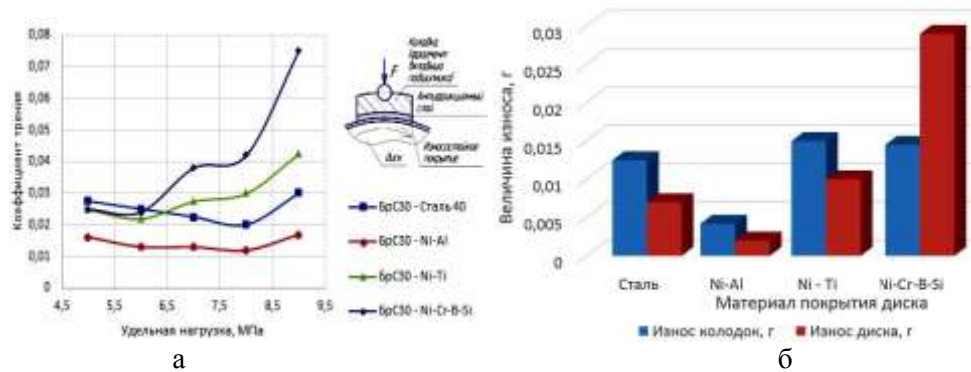 0,08
0,07
0,06
0,05
0,04
0,03
0,02
0,01
0
Коэффициент трения
4,5 5,5 6,5 7,5 8,5 9,5
Удельная нагрузка, МПа
Колодка
(фрагмент
вкладыша
подшипника)
F
Антифрикционный
слой
Диск
Износостойкое
покрытие
БрС30 - Сталь 40
БрС30 - Ni-Al
БрС30 - Ni-Ti
БрС30 - Ni-Cr-B-Si
а
0,03
0,025
0,02
0,015
0,01
0,005
0
Величина износа, г
Сталь Ni-Al Ni - Ti Ni-Cr-B-Si
Материал покрытия диска
Износ колодок, г Износ диска, г
б